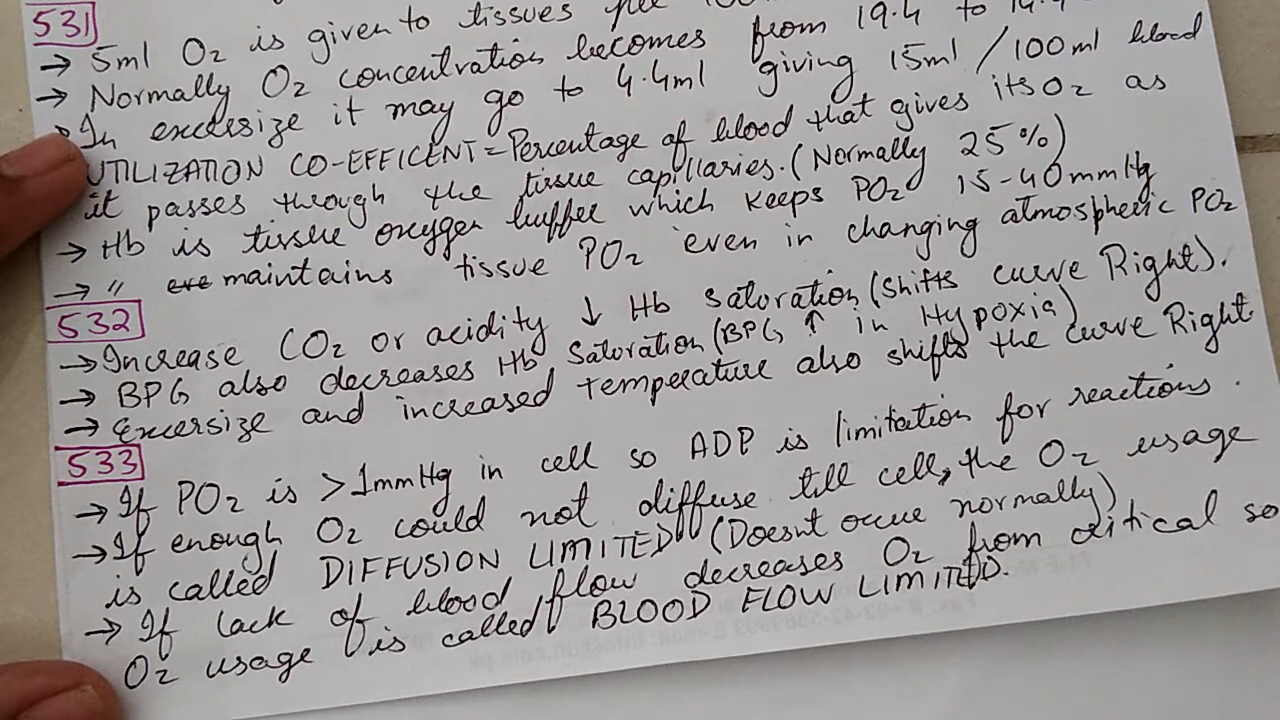 531
→ 5ml O2 is given to tissues
→ Normally O2 concentration becomes from 19.4 to
→ In excersize it may go to 4.4ml giving 15ml / 100ml blood
UTILIZATION CO-EFFICENT = Percentage of blood that gives its O2 as
it passes through the tissue capillaries. (Normally 25%)
→ Hb is tissue oxygen buffer which keeps PO2 15-40mmHg
→ " maintains tissue PO2 even in changing atmospheric PO2
532
→ Increase CO2 or acidity ↓ Hb Satoration (Shifts curve Right).
→ BPG also decreases Hb Satoration (BPG ↑ in Hypoxia)
→ Excersize and increased temperature also shifts the curve Right.
533
→ If PO2 is >1mmHg in cell so ADP is limitation for reactions.
→ If enough O2 could not diffuse till cell, the O2 usage
is called DIFFUSION LIMITED (Doesnt occur normally)
→ If lack of blood flow decreases O2 from critical so
O2 usage is called BLOOD FLOW LIMITED.